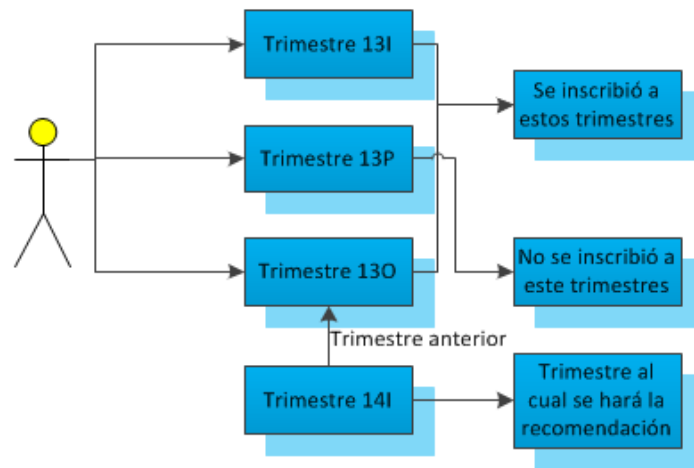 Trimestre 13I
Se inscribió a
estos trimestres
Trimestre 13P
Trimestre 13O
No se inscribió a
este trimestres
Trimestre anterior
Trimestre 14I
Trimestre al
cual se hará la
recomendación